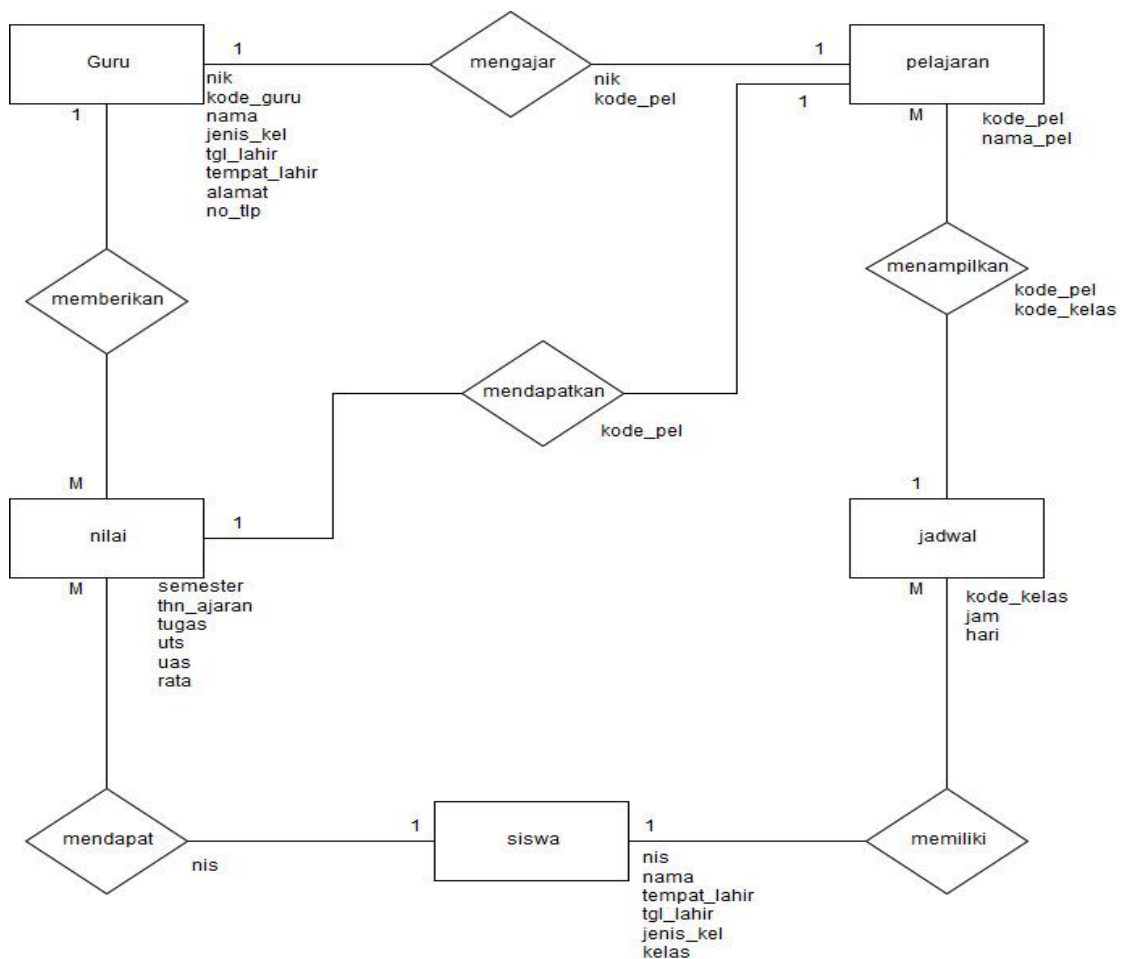 Guru
1
mengajar
1
pelajaran
nik
kode_guru
nama
jenis_kel
tgl_lahir
tempat_lahir
alamat
no_tlp
nik
kode_pel
1
1
M
kode_pel
nama_pel
memberikan
menampilkan
kode_pel
kode_kelas
mendapatkan
kode_pel
M
nilai
1
1
jadwal
M
semester
thn_ajaran
tugas
uts
uas
rata
M
kode_kelas
jam
hari
mendapat
nis
1
siswa
1
memiliki
nis
nama
tempat_lahir
tgl_lahir
jenis_kel
kelas